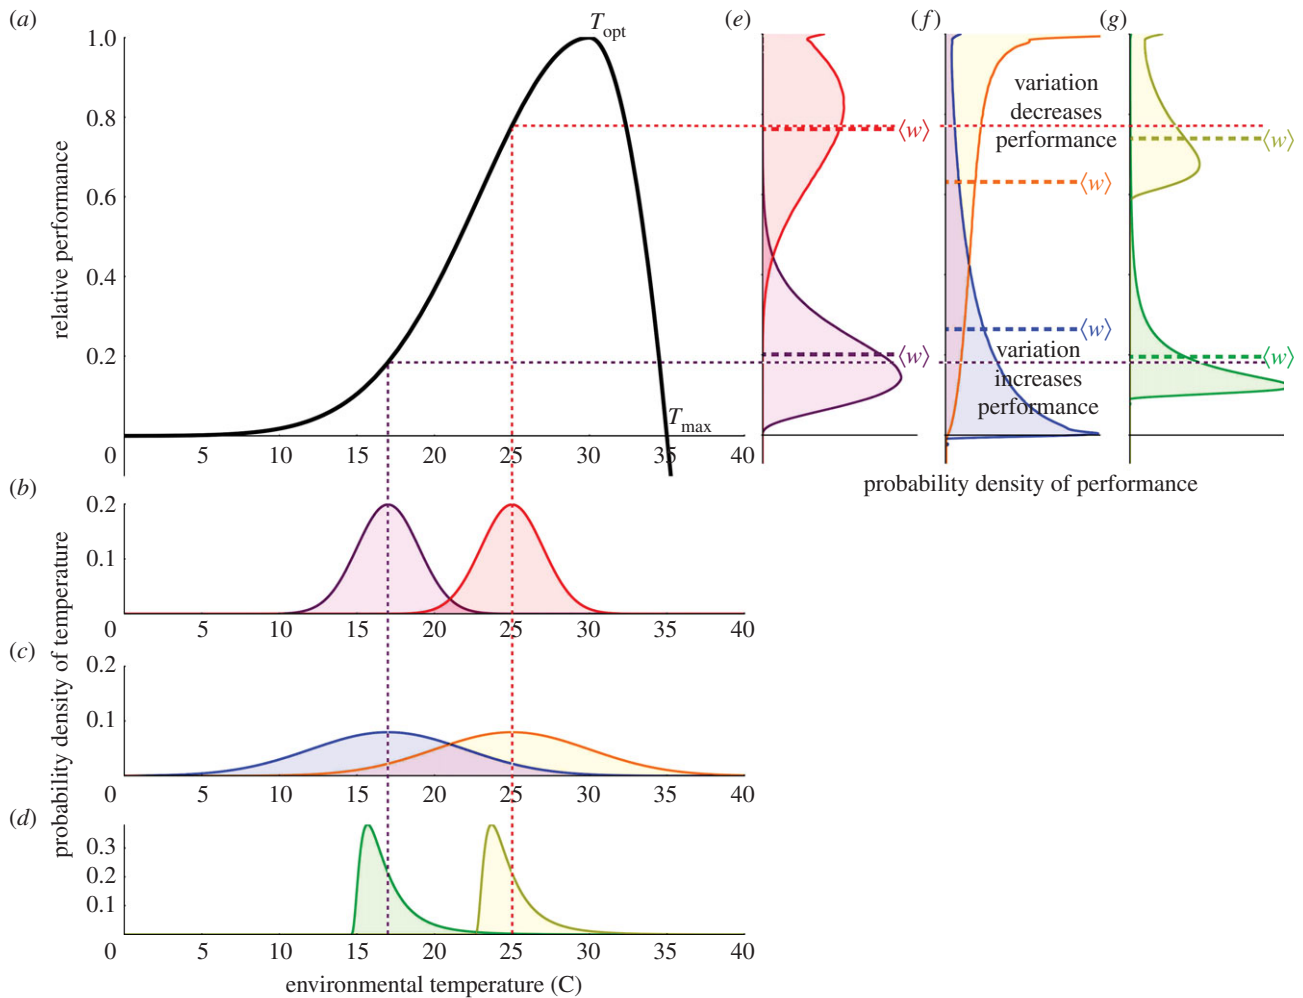 (a)
(e)
(f)
(g)
T_opt
1.0
0.8
0.6
0.4
0.2
relative performance
T_max
0 5 10 15 20 25 30 35 40
⟨w⟩
⟨w⟩
variation
decreases
performance
⟨w⟩
⟨w⟩
variation
increases
performance
⟨w⟩
⟨w⟩
probability density of performance
(b)
0.2
0.1
0 5 10 15 20 25 30 35 40
(c)
0.2
0.1
0 5 10 15 20 25 30 35 40
probability density of temperature
(d)
0.3
0.2
0.1
0 5 10 15 20 25 30 35 40
environmental temperature (C)